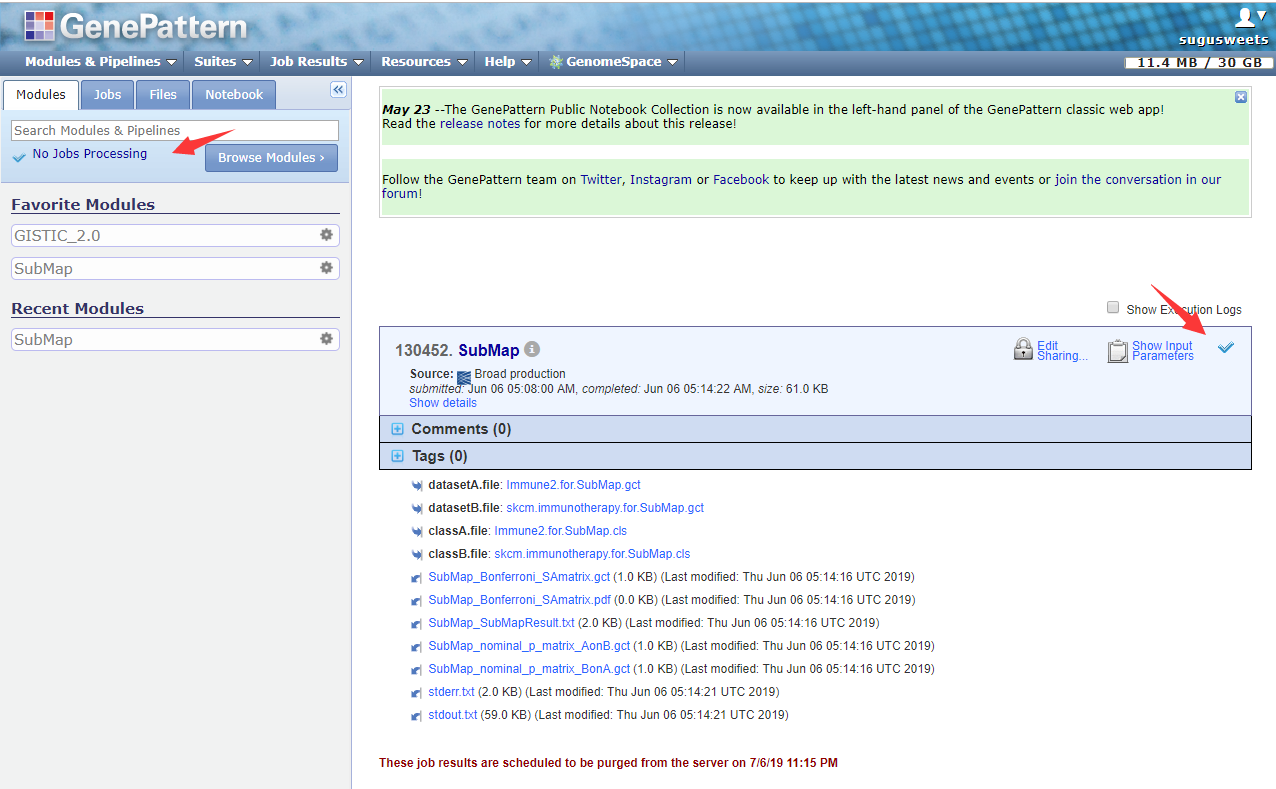 GenePattern
sugusweets
Modules & Pipelines Suites Job Results Resources Help GenomeSpace
11.4 MB / 30 GB
Modules Jobs Files Notebook
Search Modules & Pipelines
No Jobs Processing
Browse Modules ›
Favorite Modules
GISTIC_2.0
SubMap
Recent Modules
SubMap
May 23 --The GenePattern Public Notebook Collection is now available in the left-hand panel of the GenePattern classic web app!
Read the release notes for more details about this release!
Follow the GenePattern team on Twitter, Instagram or Facebook to keep up with the latest news and events or join the conversation in our
forum!
Show Execution Logs
130452. SubMap
Edit
Sharing...
Show Input
Parameters
Source: Broad production
submitted: Jun 06 05:08:00 AM, completed: Jun 06 05:14:22 AM, size: 61.0 KB
Show details
Comments (0)
Tags (0)
datasetA.file: Immune2.for.SubMap.gct
datasetB.file: skcm.immunotherapy.for.SubMap.gct
classA.file: Immune2.for.SubMap.cls
classB.file: skcm.immunotherapy.for.SubMap.cls
SubMap_Bonferroni_SAmatrix.gct (1.0 KB) (Last modified: Thu Jun 06 05:14:16 UTC 2019)
SubMap_Bonferroni_SAmatrix.pdf (0.0 KB) (Last modified: Thu Jun 06 05:14:16 UTC 2019)
SubMap_SubMapResult.txt (2.0 KB) (Last modified: Thu Jun 06 05:14:16 UTC 2019)
SubMap_nominal_p_matrix_AonB.gct (1.0 KB) (Last modified: Thu Jun 06 05:14:16 UTC 2019)
SubMap_nominal_p_matrix_BonA.gct (1.0 KB) (Last modified: Thu Jun 06 05:14:16 UTC 2019)
stderr.txt (2.0 KB) (Last modified: Thu Jun 06 05:14:21 UTC 2019)
stdout.txt (59.0 KB) (Last modified: Thu Jun 06 05:14:21 UTC 2019)
These job results are scheduled to be purged from the server on 7/6/19 11:15 PM